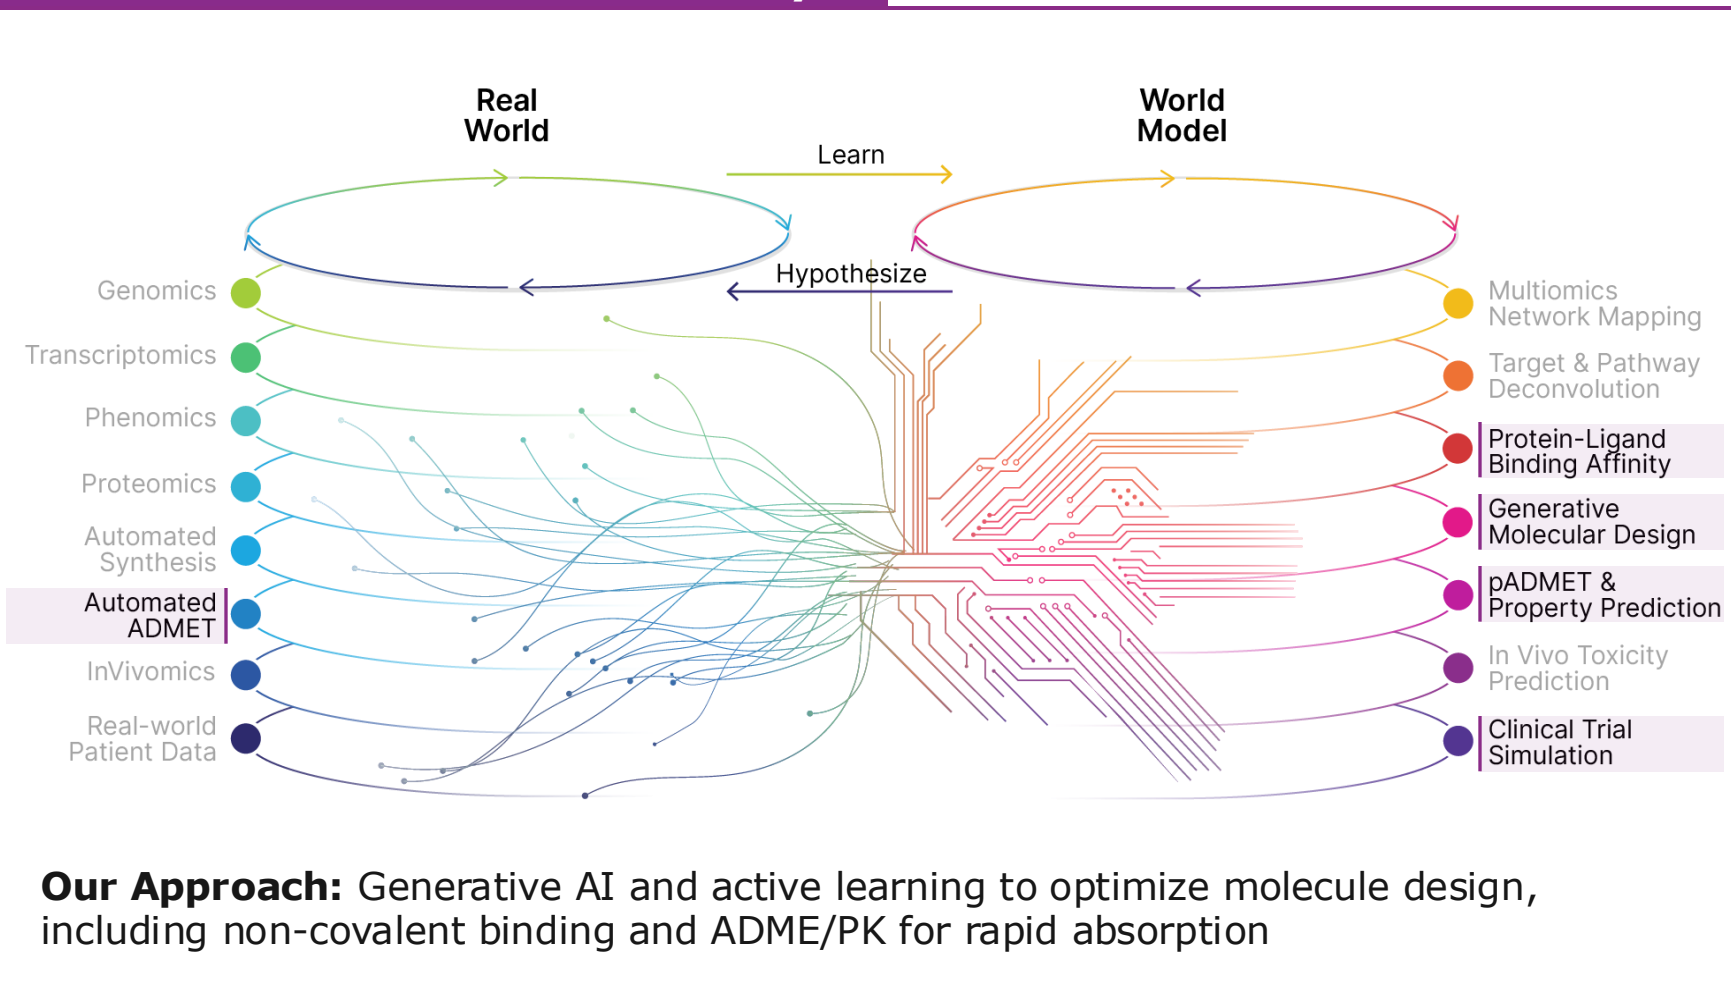 Real
World
World
Model
Learn
Hypothesize
Genomics
Transcriptomics
Phenomics
Proteomics
Automated
Synthesis
Automated
ADMET
InVivomics
Real-world
Patient Data
Multiomics
Network Mapping
Target & Pathway
Deconvolution
Protein-Ligand
Binding Affinity
Generative
Molecular Design
pADMET &
Property Prediction
In Vivo Toxicity
Prediction
Clinical Trial
Simulation
Our Approach: Generative AI and active learning to optimize molecule design,
including non-covalent binding and ADME/PK for rapid absorption